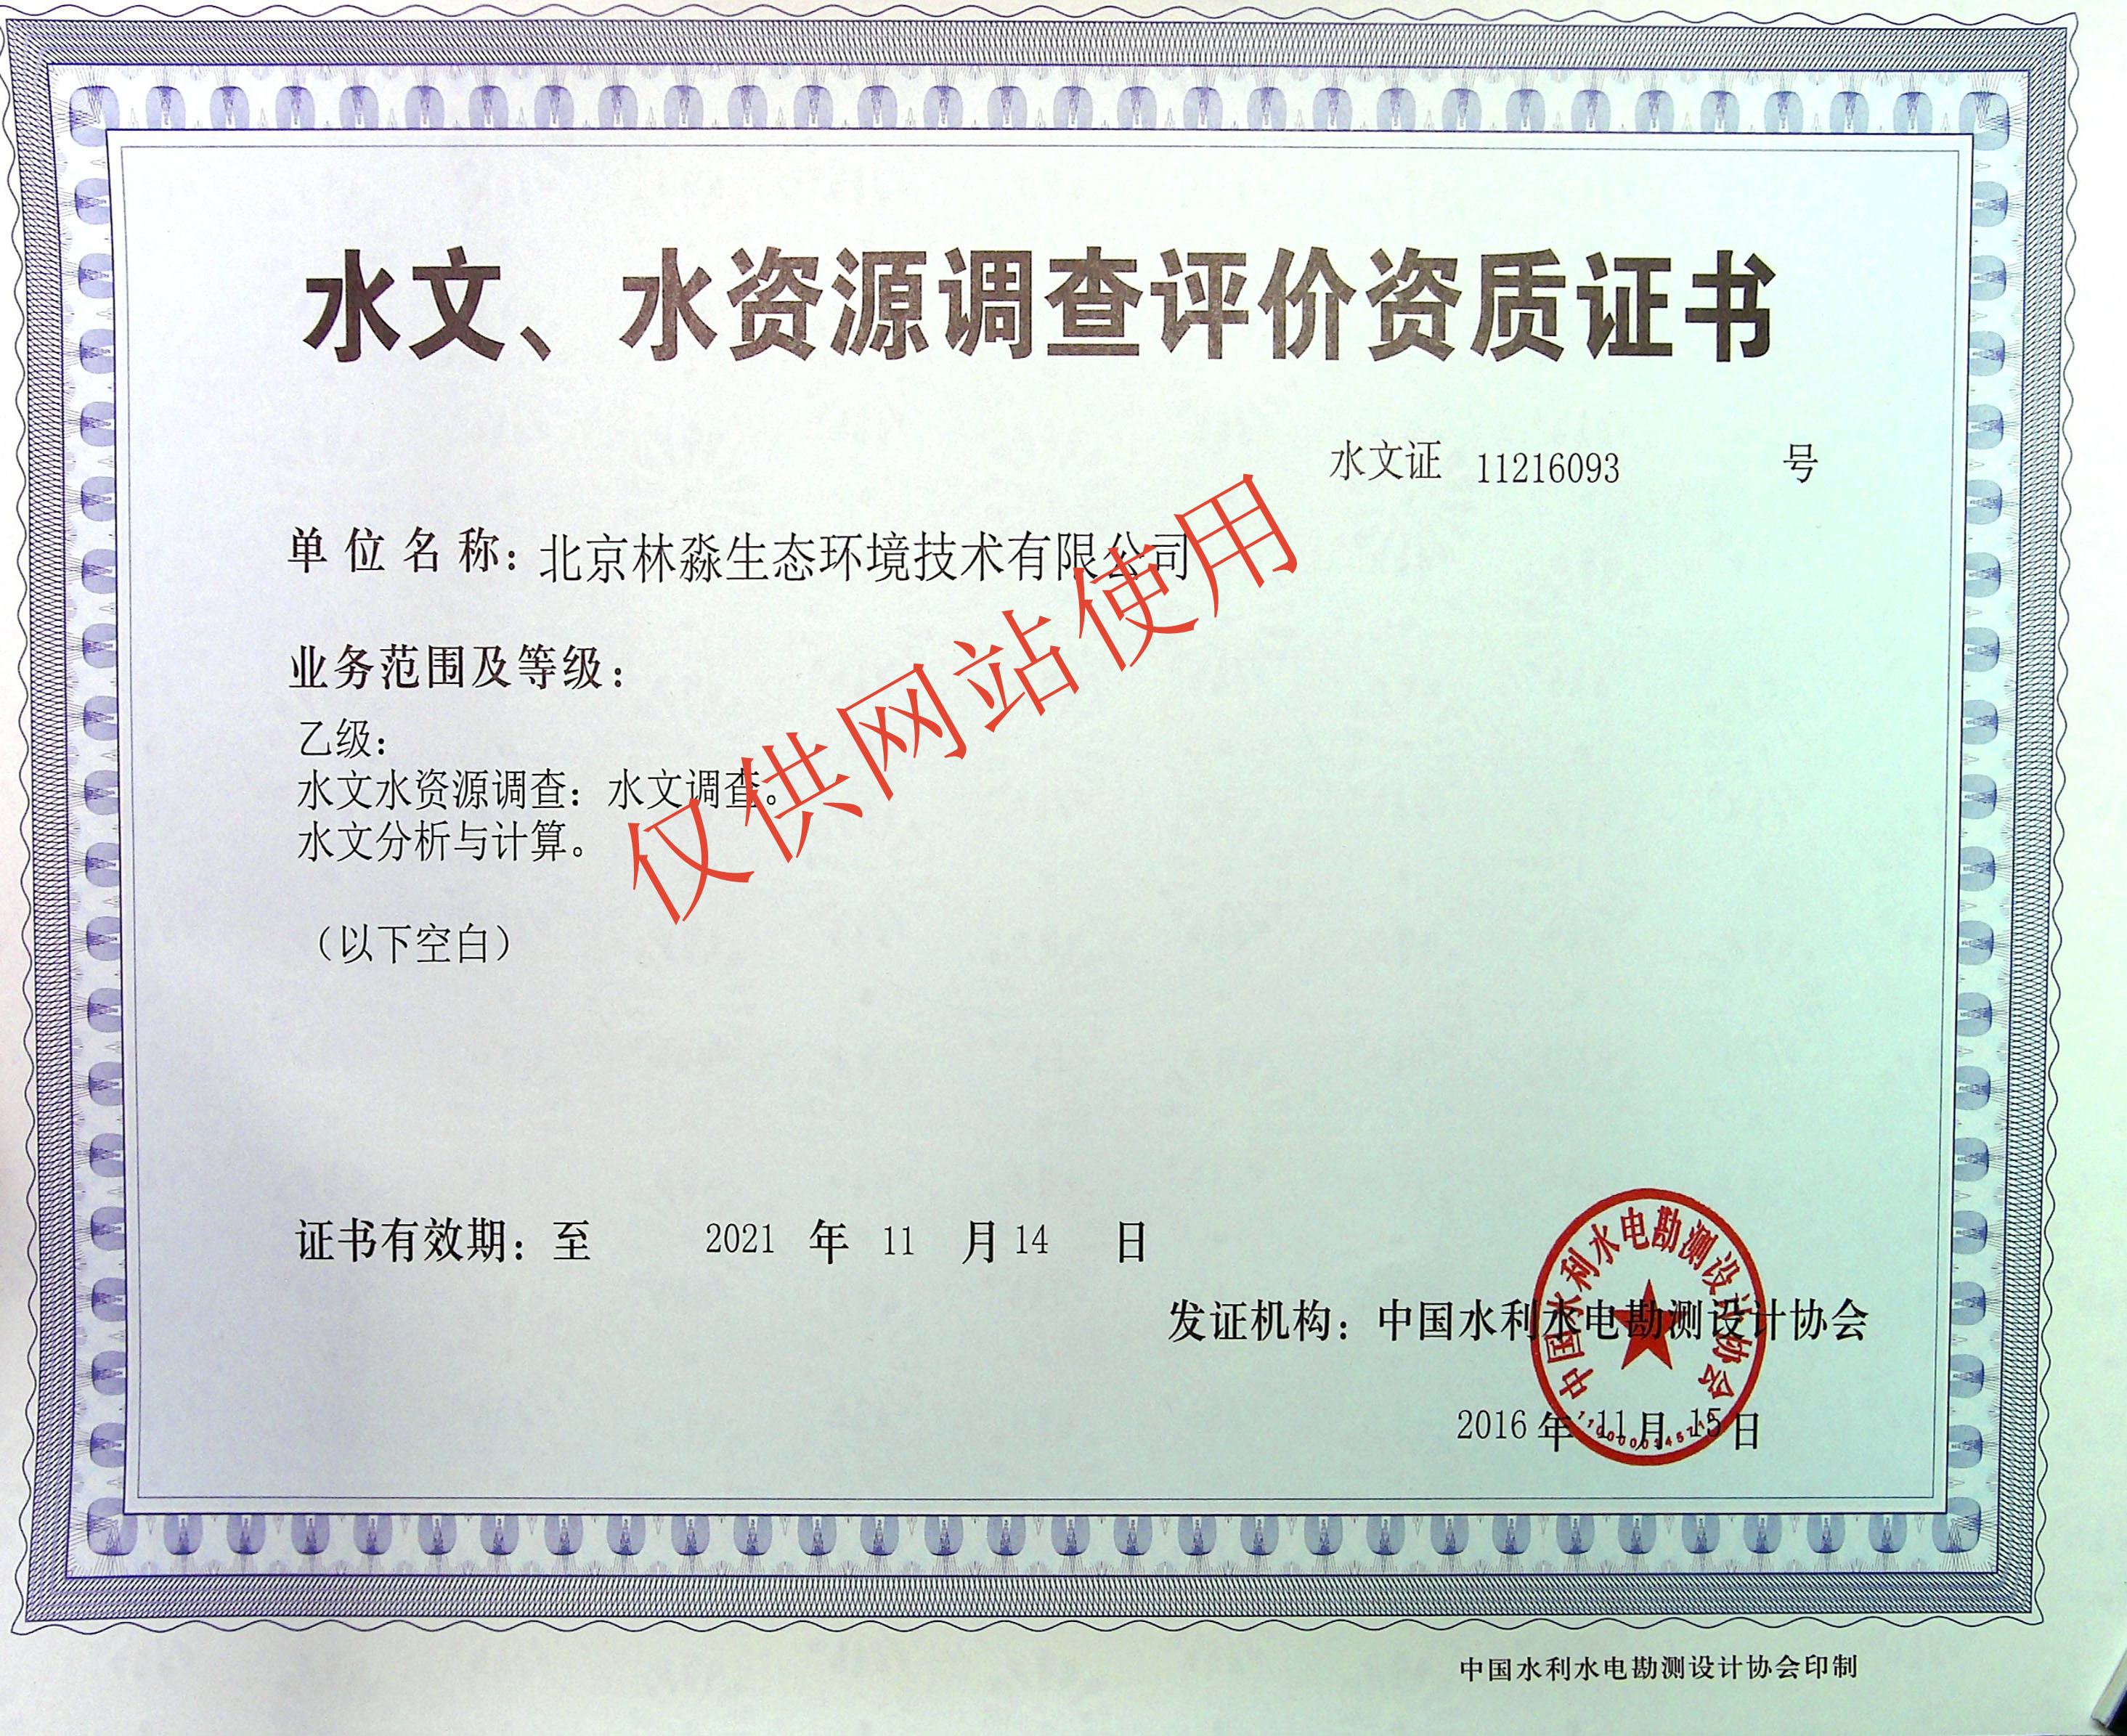 水文、水资源调查评价资质证书
水文证 11216093 号
单位名称：北京林淼生态环境技术有限公司
业务范围及等级：
乙级：
水文水资源调查：水文调查。
水文分析与计算。
（以下空白）
仅供网站使用
证书有效期：至 2021 年 11 月 14 日
发证机构：中国水利水电勘测设计协会
中国水利水电勘测设计协会
2016 年 11 月 15 日
中国水利水电勘测设计协会印制